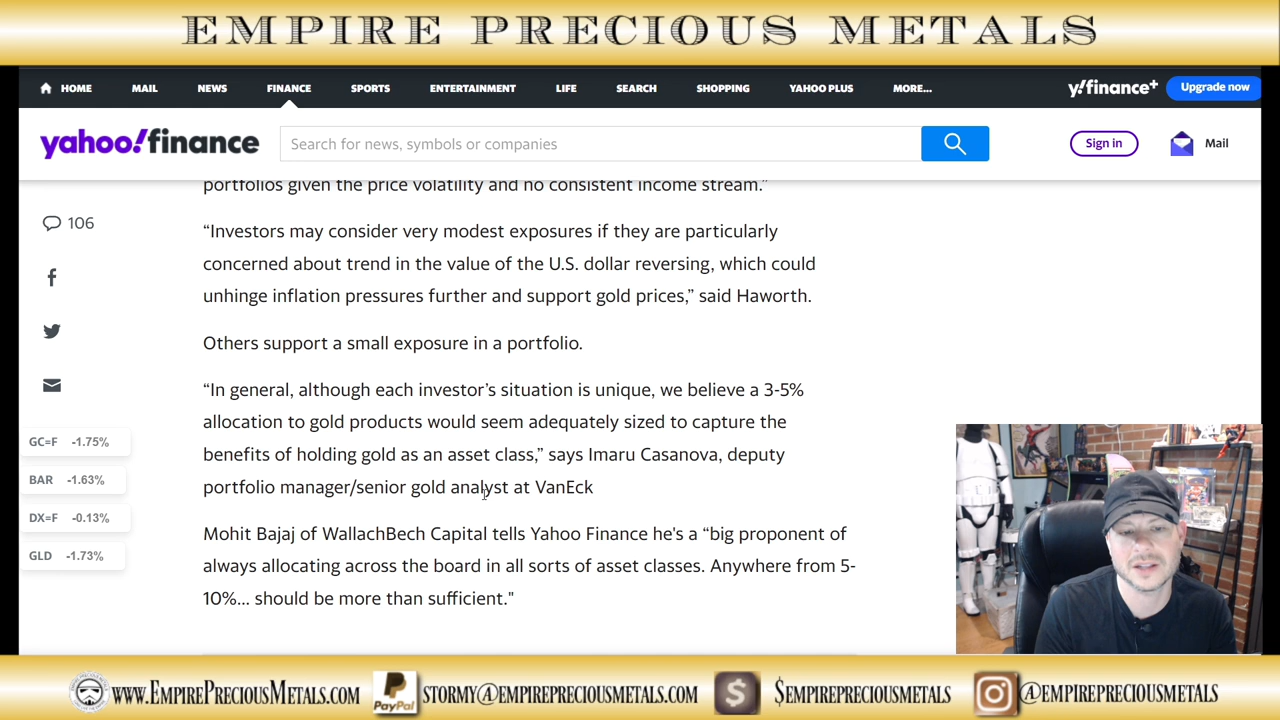 EMPIRE PRECIOUS METALS
HOME MAIL NEWS FINANCE SPORTS ENTERTAINMENT LIFE SEARCH SHOPPING YAHOO PLUS MORE... y!finance+ Upgrade now
yahoo!finance Search for news, symbols or companies Sign in Mail
portfolios given the price volatility and no consistent income stream.”
106
“Investors may consider very modest exposures if they are particularly
concerned about trend in the value of the U.S. dollar reversing, which could
unhinge inflation pressures further and support gold prices,” said Haworth.
Others support a small exposure in a portfolio.
“In general, although each investor’s situation is unique, we believe a 3-5%
allocation to gold products would seem adequately sized to capture the
benefits of holding gold as an asset class,” says Imaru Casanova, deputy
portfolio manager/senior gold analyst at VanEck
Mohit Bajaj of WallachBech Capital tells Yahoo Finance he's a “big proponent of
always allocating across the board in all sorts of asset classes. Anywhere from 5-
10%... should be more than sufficient."
GC=F -1.75%
BAR -1.63%
DX=F -0.13%
GLD -1.73%
www.EmpirePreciousMetals.com PayPal stormy@empirepreciousmetals.com $empirepreciousmetals @empirepreciousmetals